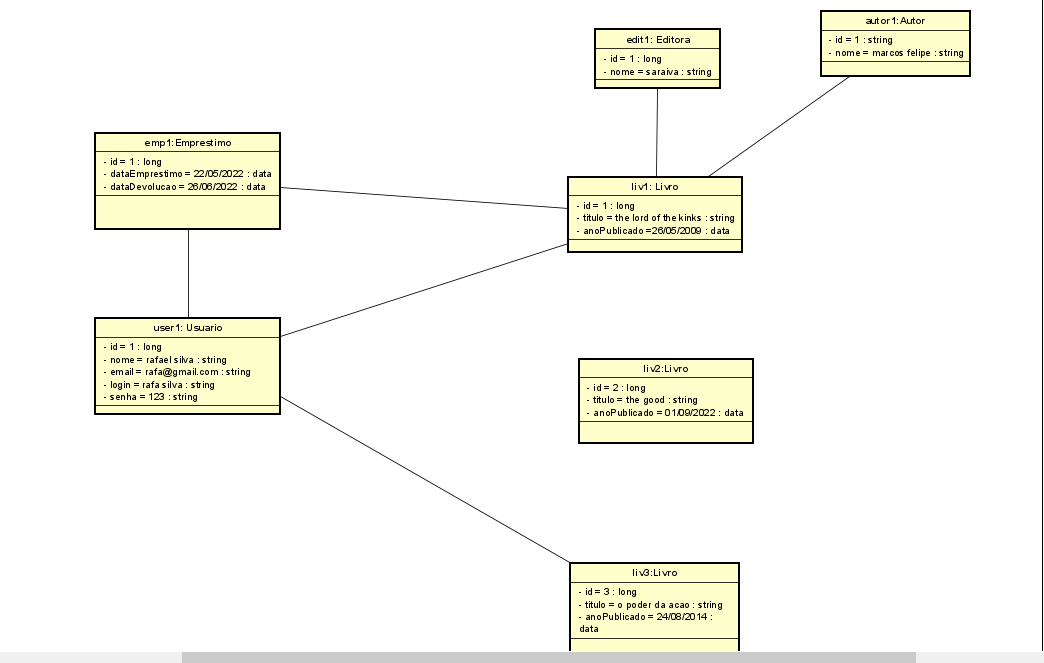 autor1:Autor
- id = 1 : string
- nome = marcos felipe : string
edit1: Editora
- id = 1 : long
- nome = saraiva : string
emp1:Emprestimo
- id = 1 : long
- dataEmprestimo = 22/05/2022 : data
- dataDevolucao = 26/06/2022 : data
liv1: Livro
- id = 1 : long
- titulo = the lord of the kinks : string
- anoPublicado =26/05/2009 : data
user1: Usuario
- id = 1 : long
- nome = rafael silva : string
- email = rafa@gmail.com : string
- login = rafa silva : string
- senha = 123 : string
liv2:Livro
- id = 2 : long
- titulo = the good : string
- anoPublicado = 01/09/2022 : data
liv3:Livro
- id = 3 : long
- titulo = o poder da acao : string
- anoPublicado = 24/08/2014 :
data